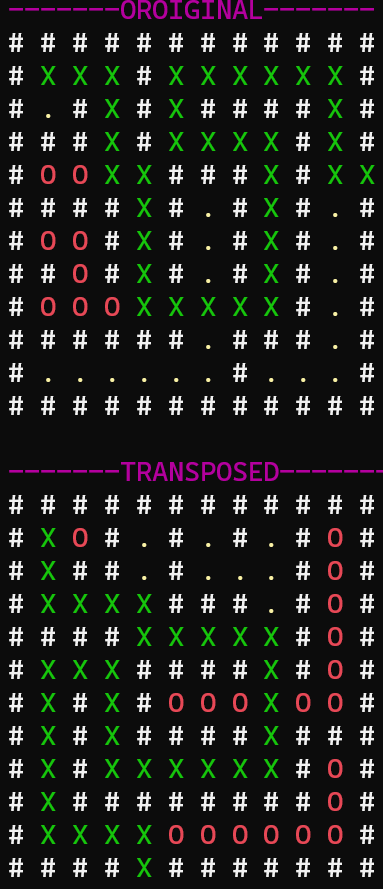 -------OROIGINAL-------
# # # # # # # # # # # #
# X X X # X X X X X X #
# . # X # X # # # # X #
# # # X # X X X X # X #
# O O X X # # # X # X X
# # # # X # . # X # . #
# O O # X # . # X # . #
# # O # X # . # X # . #
# O O O X X X X X # . #
# # # # # # . # # # . #
# . . . . . . # . . . #
# # # # # # # # # # # #
-------TRANSPOSED-------
# # # # # # # # # # # #
# X O # . # . # . # O #
# X # # . # . . . # O #
# X X X X # # # . # O #
# # # # X X X X X # O #
# X X X # # # # X # O #
# X # X # O O O X O O #
# X # X # # # # X # # #
# X # X X X X X X # O #
# X # # # # # # # # O #
# X X X X O O O O O O #
# # # # X # # # # # # #